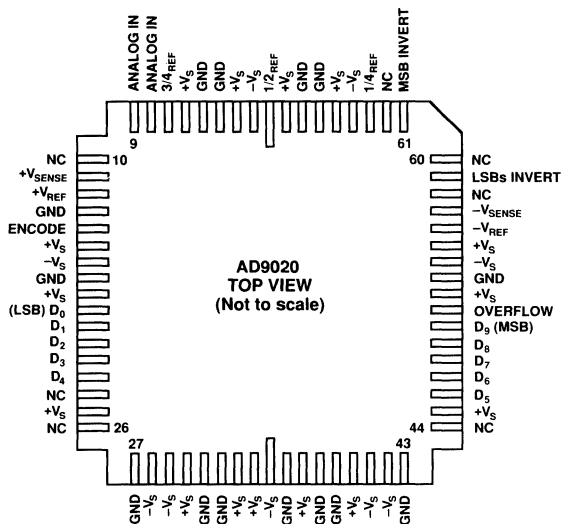 ANALOG IN
ANALOG IN
3/4REF
+VS
GND
GND
+VS
−VS
1/2REF
+VS
GND
GND
+VS
−VS
1/4REF
NC
MSB INVERT
9
61
NC
10
+VSENSE
+VREF
GND
ENCODE
+VS
−VS
GND
+VS
(LSB) D0
D1
D2
D3
D4
NC
+VS
NC
26
60
NC
LSBs INVERT
NC
−VSENSE
−VREF
+VS
−VS
GND
+VS
OVERFLOW
D9 (MSB)
D8
D7
D6
D5
+VS
44
NC
AD9020
TOP VIEW
(Not to scale)
27
43
GND
−VS
−VS
+VS
GND
GND
+VS
+VS
−VS
GND
+VS
GND
GND
+VS
−VS
−VS
GND